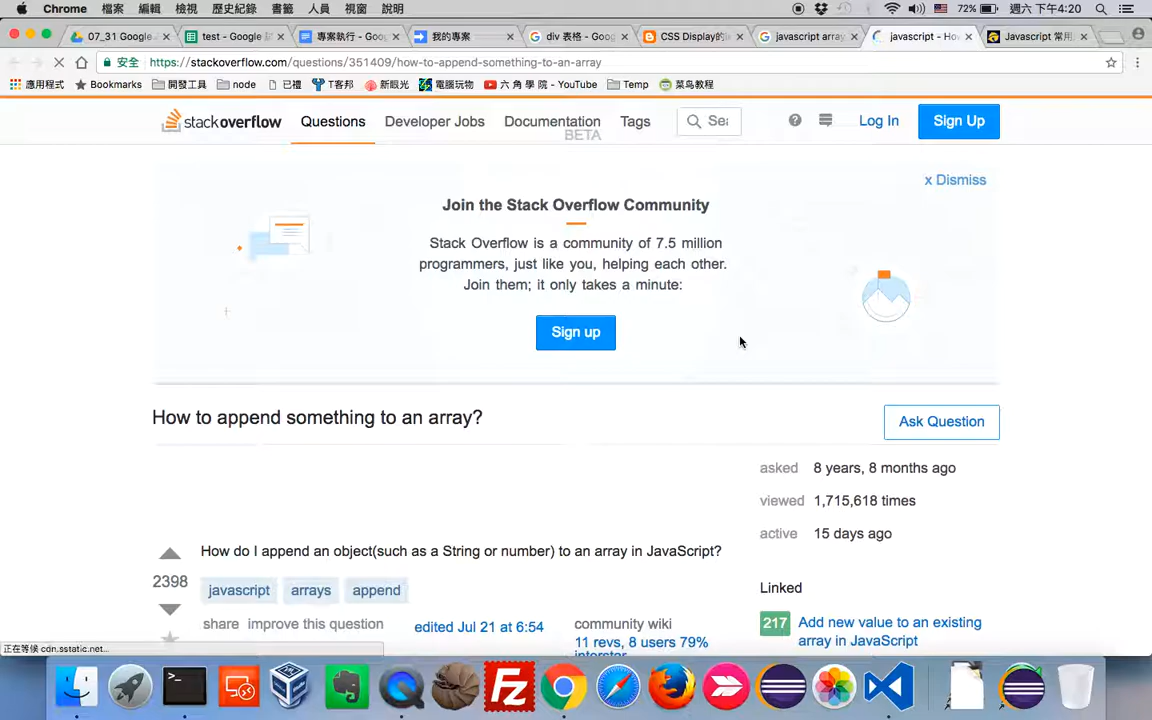 Chrome 檔案 編輯 檢視 歷史紀錄 書籤 人員 視窗 說明 72% 週六 下午4:20
07_31 Google test - Google 專案執行 - Goo 我的專案 div 表格 - Goog CSS Display的 javascript array javascript - Ho Javascript 常用
安全 https://stackoverflow.com/questions/351409/how-to-append-something-to-an-array
應用程式 Bookmarks 開發工具 node 已禮 T客邦 新觀光 電腦玩物 六 角 學 院 - YouTube Temp 菜鸟教程
stackoverflow Questions Developer Jobs Documentation Tags Sea Log In Sign Up
BETA
x Dismiss
Join the Stack Overflow Community
Stack Overflow is a community of 7.5 million
programmers, just like you, helping each other.
Join them; it only takes a minute:
Sign up
How to append something to an array?
Ask Question
asked 8 years, 8 months ago
viewed 1,715,618 times
active 15 days ago
How do I append an object(such as a String or number) to an array in JavaScript?
2398
javascript arrays append
Linked
share improve this question
edited Jul 21 at 6:54
community wiki
11 revs, 8 users 79%
217 Add new value to an existing
array in JavaScript
正在等候 cdn.sstatic.net...